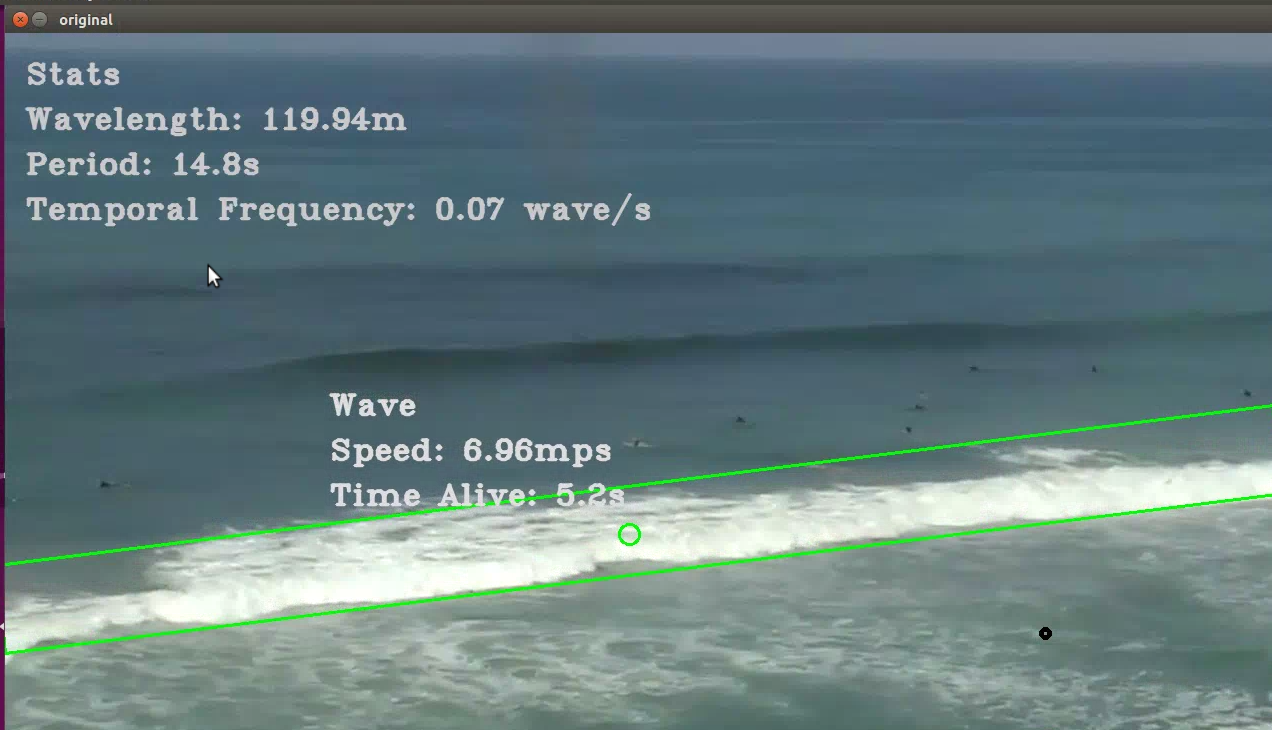 original
Stats
Wavelength: 119.94m
Period: 14.8s
Temporal Frequency: 0.07 wave/s
Wave
Speed: 6.96mps
Time Alive: 5.2s